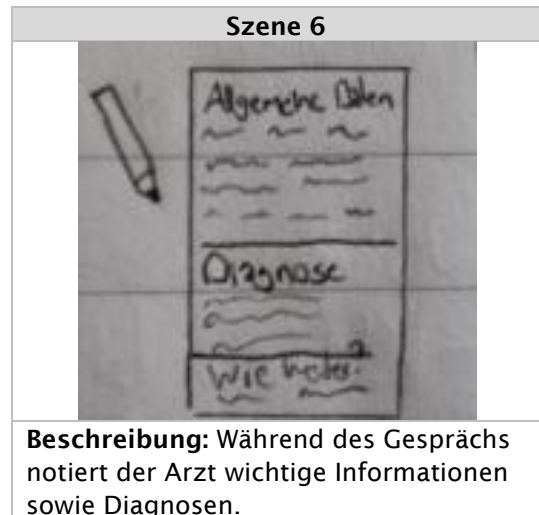 Szene 6
Allgemeine Daten
Diagnose
Wie weiter?
Beschreibung: Während des Gesprächs
notiert der Arzt wichtige Informationen
sowie Diagnosen.